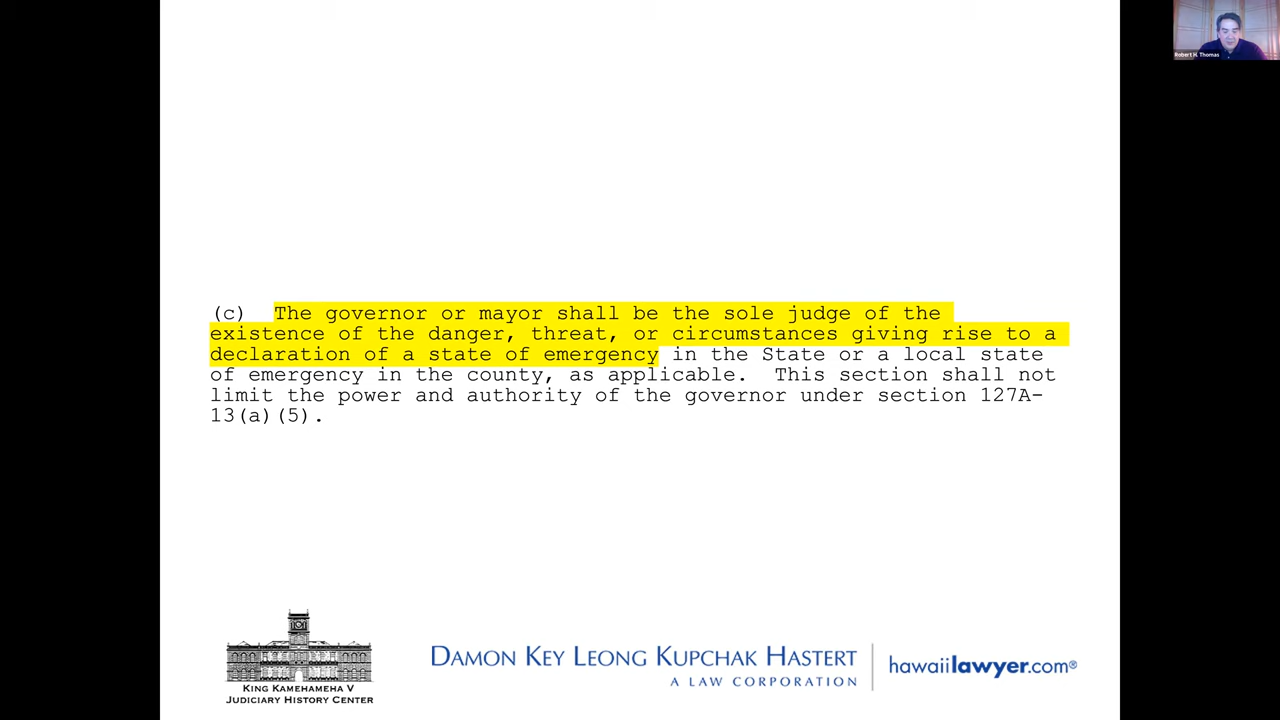 Robert H. Thomas
(c) The governor or mayor shall be the sole judge of the
existence of the danger, threat, or circumstances giving rise to a
declaration of a state of emergency in the State or a local state
of emergency in the county, as applicable. This section shall not
limit the power and authority of the governor under section 127A-
13(a)(5).
KING KAMEHAMEHA V
JUDICIARY HISTORY CENTER
DAMON KEY LEONG KUPCHAK HASTERT
A LAW CORPORATION
hawaiilawyer.com®